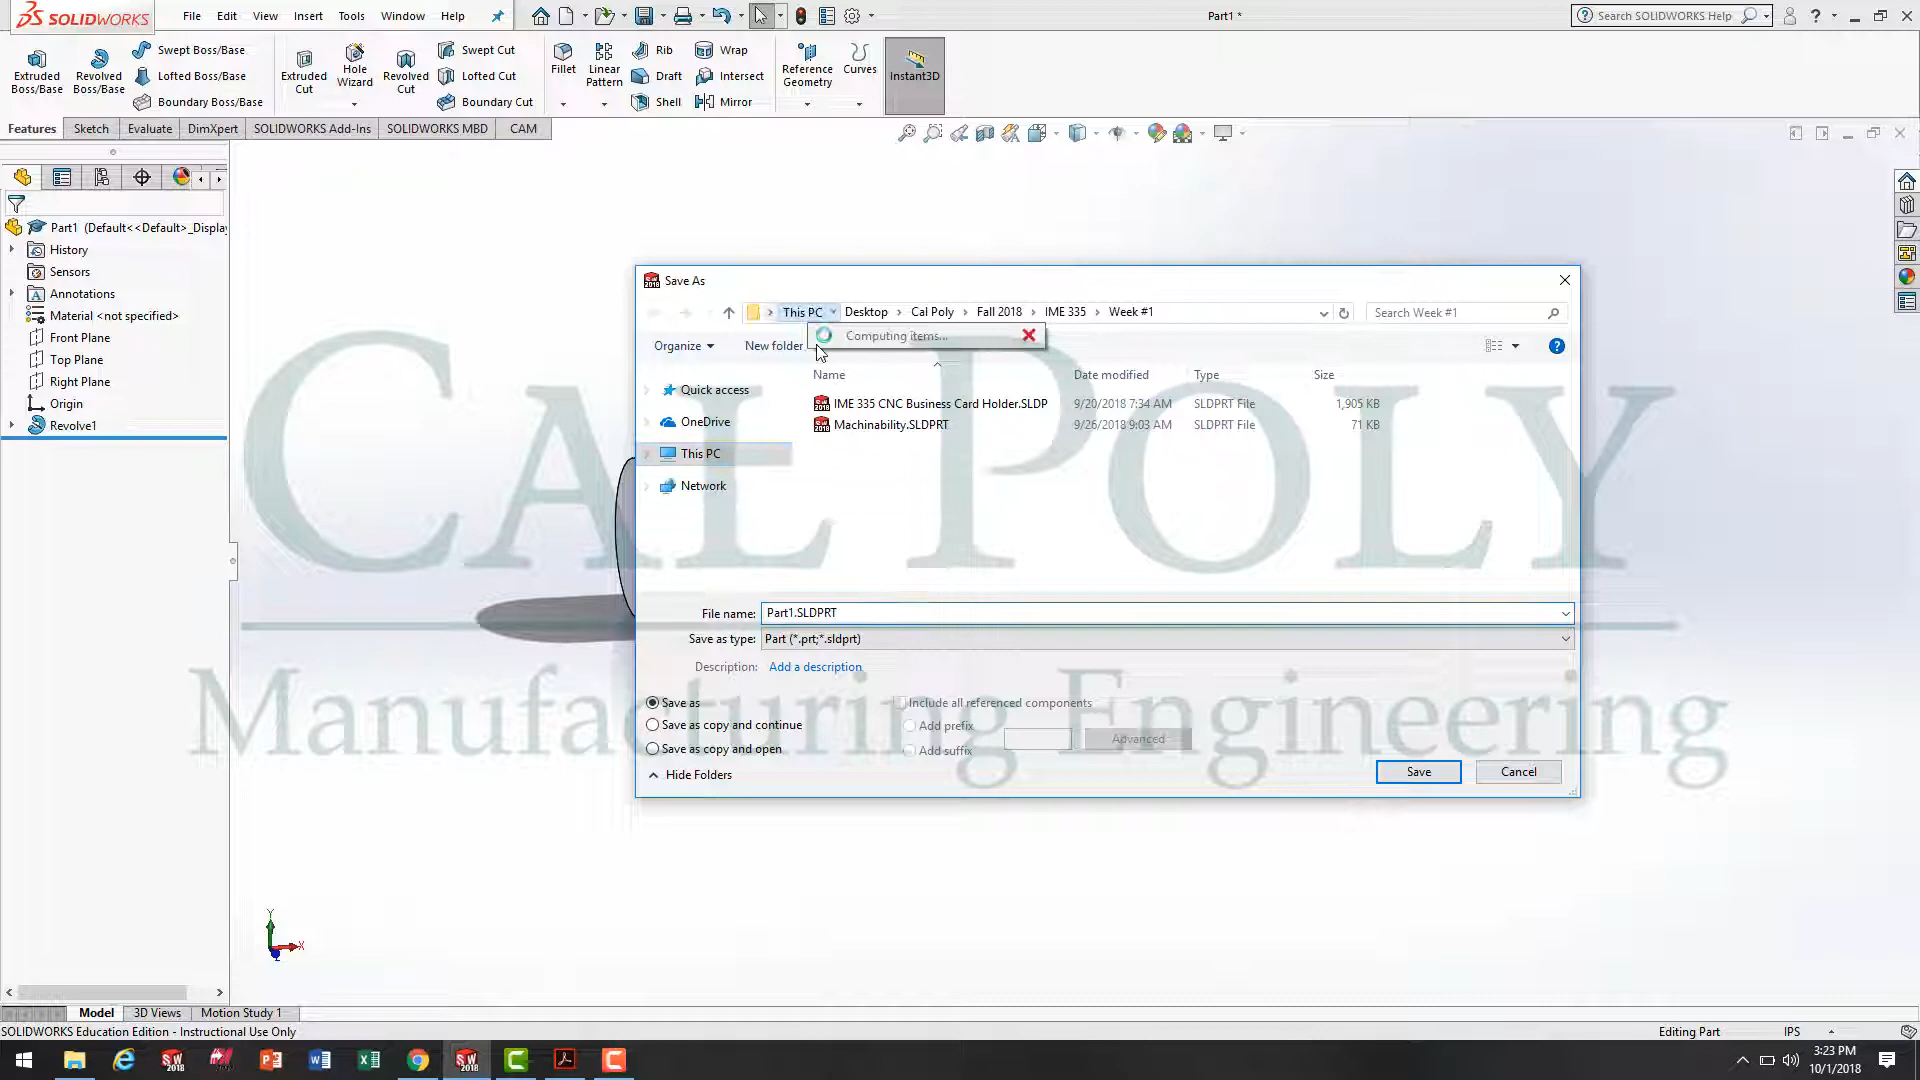 SOLIDWORKS File Edit View Insert Tools Window Help Part1 * Search SOLIDWORKS Help
Extruded Boss/Base
Revolved Boss/Base
Swept Boss/Base
Lofted Boss/Base
Boundary Boss/Base
Extruded Cut
Hole Wizard
Revolved Cut
Swept Cut
Lofted Cut
Boundary Cut
Fillet
Linear Pattern
Rib
Draft
Shell
Wrap
Intersect
Mirror
Reference Geometry
Curves
Instant3D
Features Sketch Evaluate DimXpert SOLIDWORKS Add-Ins SOLIDWORKS MBD CAM
Part1 (Default<<Default>_Displa
History
Sensors
Annotations
Material <not specified>
Front Plane
Top Plane
Right Plane
Origin
Revolve1
Save As
This PC Desktop Cal Poly Fall 2018 IME 335 Week #1 Search Week #1
Computing items...
Organize New folder
Name Date modified Type Size
Quick access
OneDrive
This PC
Network
IME 335 CNC Business Card Holder.SLDP 9/20/2018 7:34 AM SLDPRT File 1,905 KB
Machinability.SLDPRT 9/26/2018 9:03 AM SLDPRT File 71 KB
File name: Part1.SLDPRT
Save as type: Part (*.prt;*.sldprt)
Description: Add a description
Save as
Save as copy and continue
Save as copy and open
Include all referenced components
Add prefix
Add suffix
Advanced
Hide Folders
Save Cancel
CAL POLY
Manufacturing Engineering
Y
X
Model 3D Views Motion Study 1
SOLIDWORKS Education Edition - Instructional Use Only Editing Part IPS
3:23 PM
10/1/2018